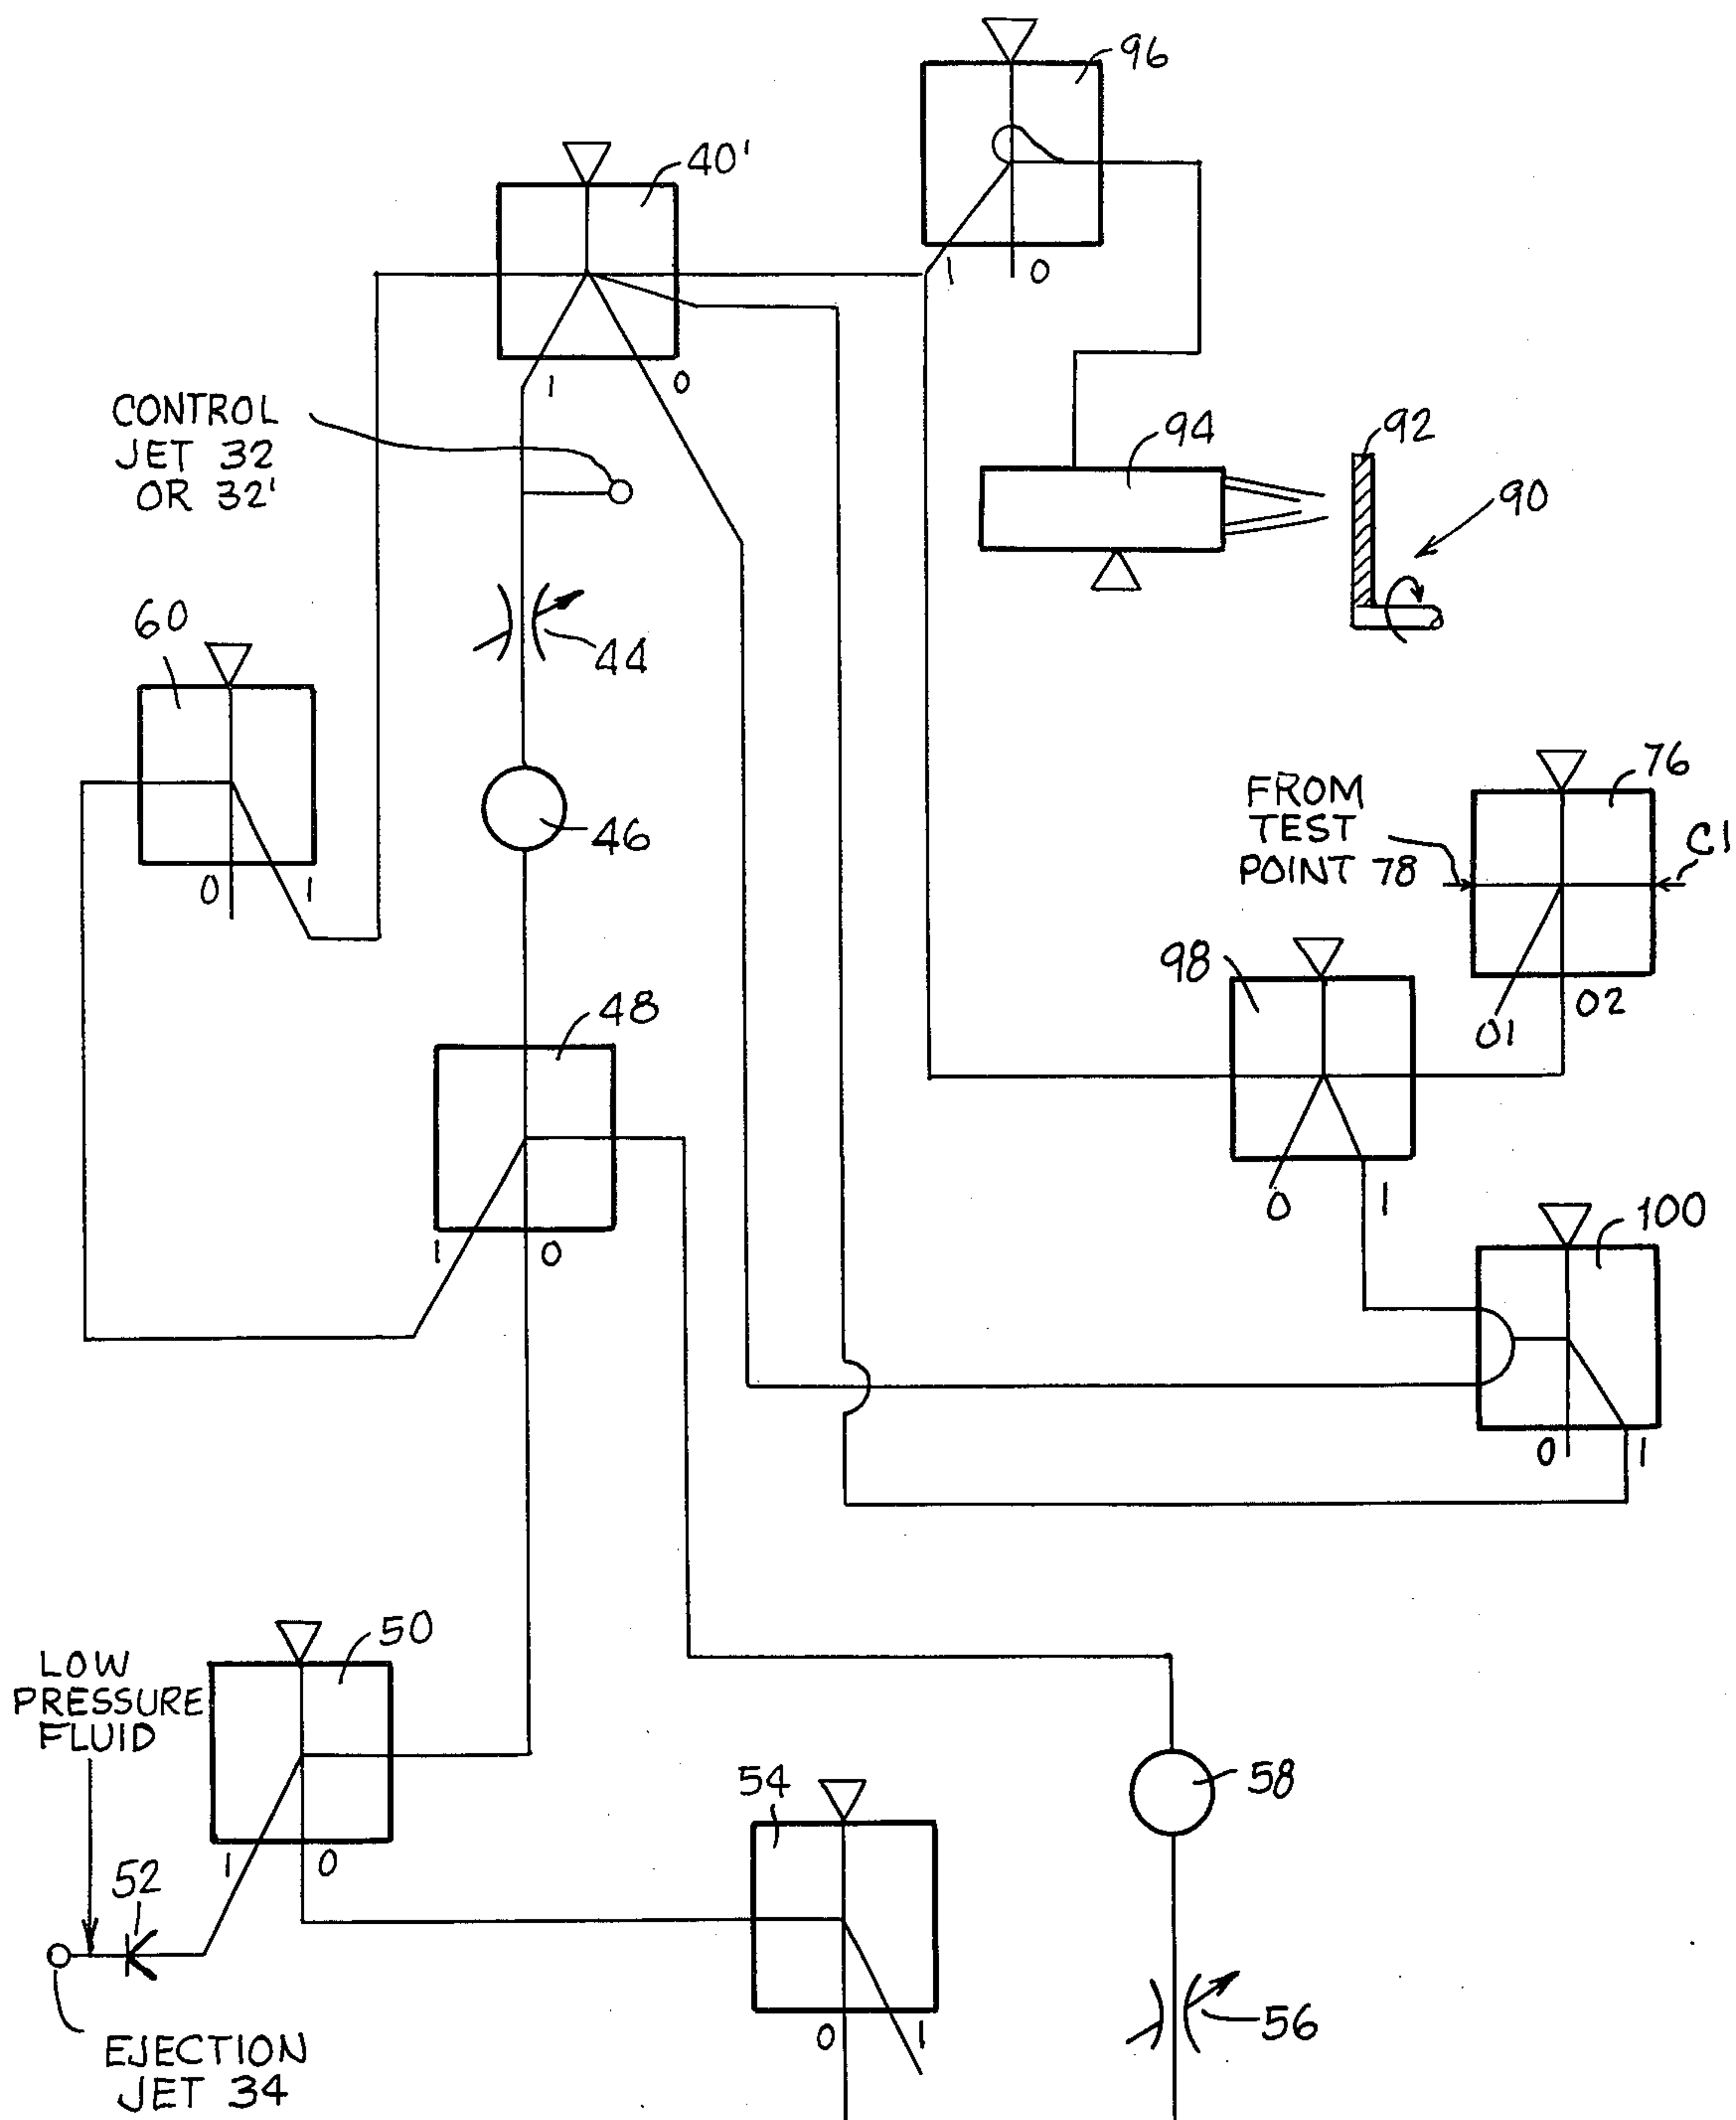 96
40'
1
0
1
0
CONTROL
JET 32
OR 32'
94
92
90
60
44
46
FROM
TEST
POINT 78
76
C1
0
1
98
48
01
02
1
0
0
1
100
0
1
50
LOW
PRESSURE
FLUID
1
0
52
54
58
0
1
56
EJECTION
JET 34